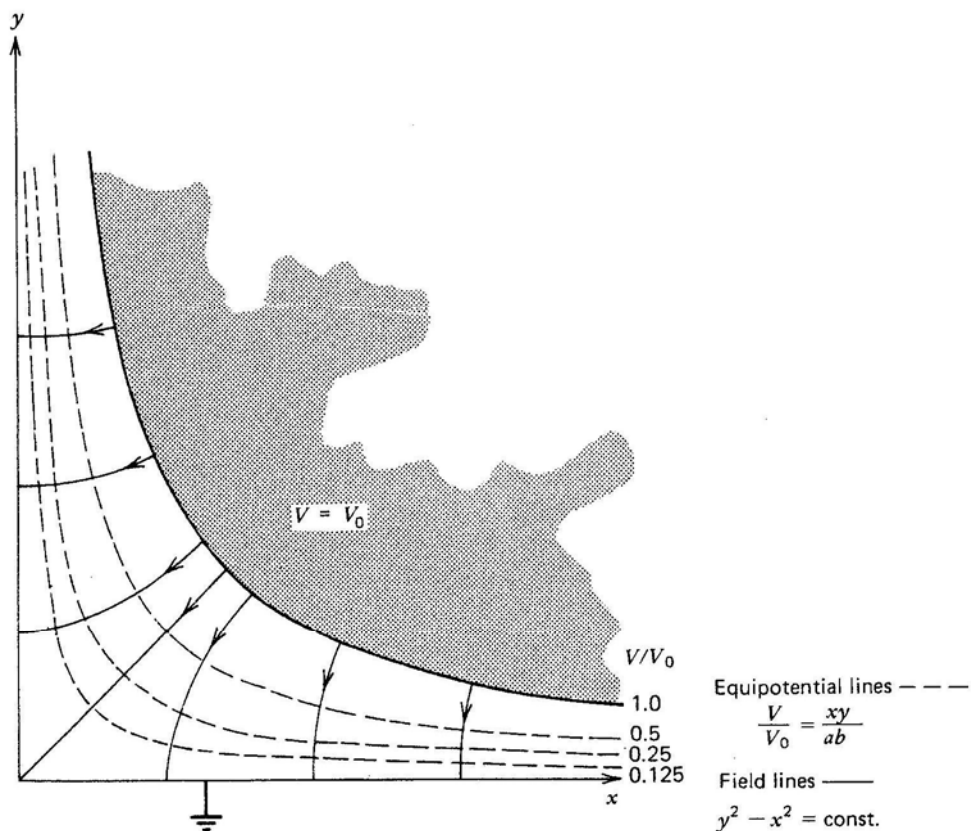 y
V = V₀
V/V₀
1.0
0.5
0.25
0.125
x
Equipotential lines – – –
V/V₀ = xy/ab
Field lines ——
y² − x² = const.